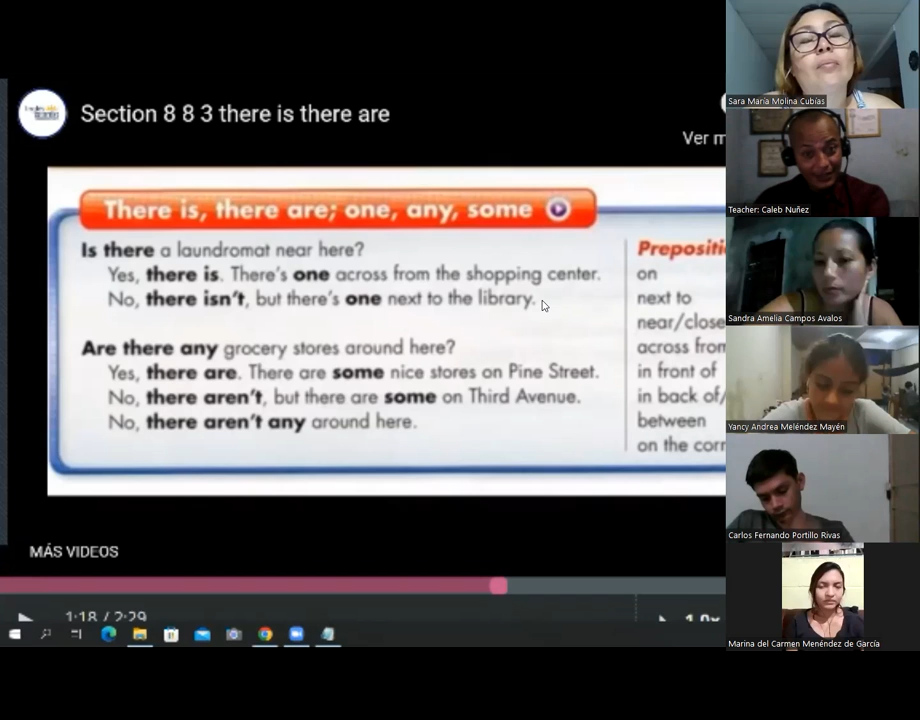 Section 8 8 3 there is there are
Ver m
There is, there are; one, any, some
Is there a laundromat near here?
Yes, there is. There's one across from the shopping center.
No, there isn't, but there's one next to the library.
Are there any grocery stores around here?
Yes, there are. There are some nice stores on Pine Street.
No, there aren't, but there are some on Third Avenue.
No, there aren't any around here.
Prepositi
on
next to
near/close
across from
in front of
in back of/
between
on the corr
MÁS VIDEOS
1:18 / 2:29
1.0x
Sara María Molina Cubías
Teacher: Caleb Nuñez
Sandra Amelia Campos Avalos
Yancy Andrea Meléndez Mayén
Carlos Fernando Portillo Rivas
Marina del Carmen Menéndez de García